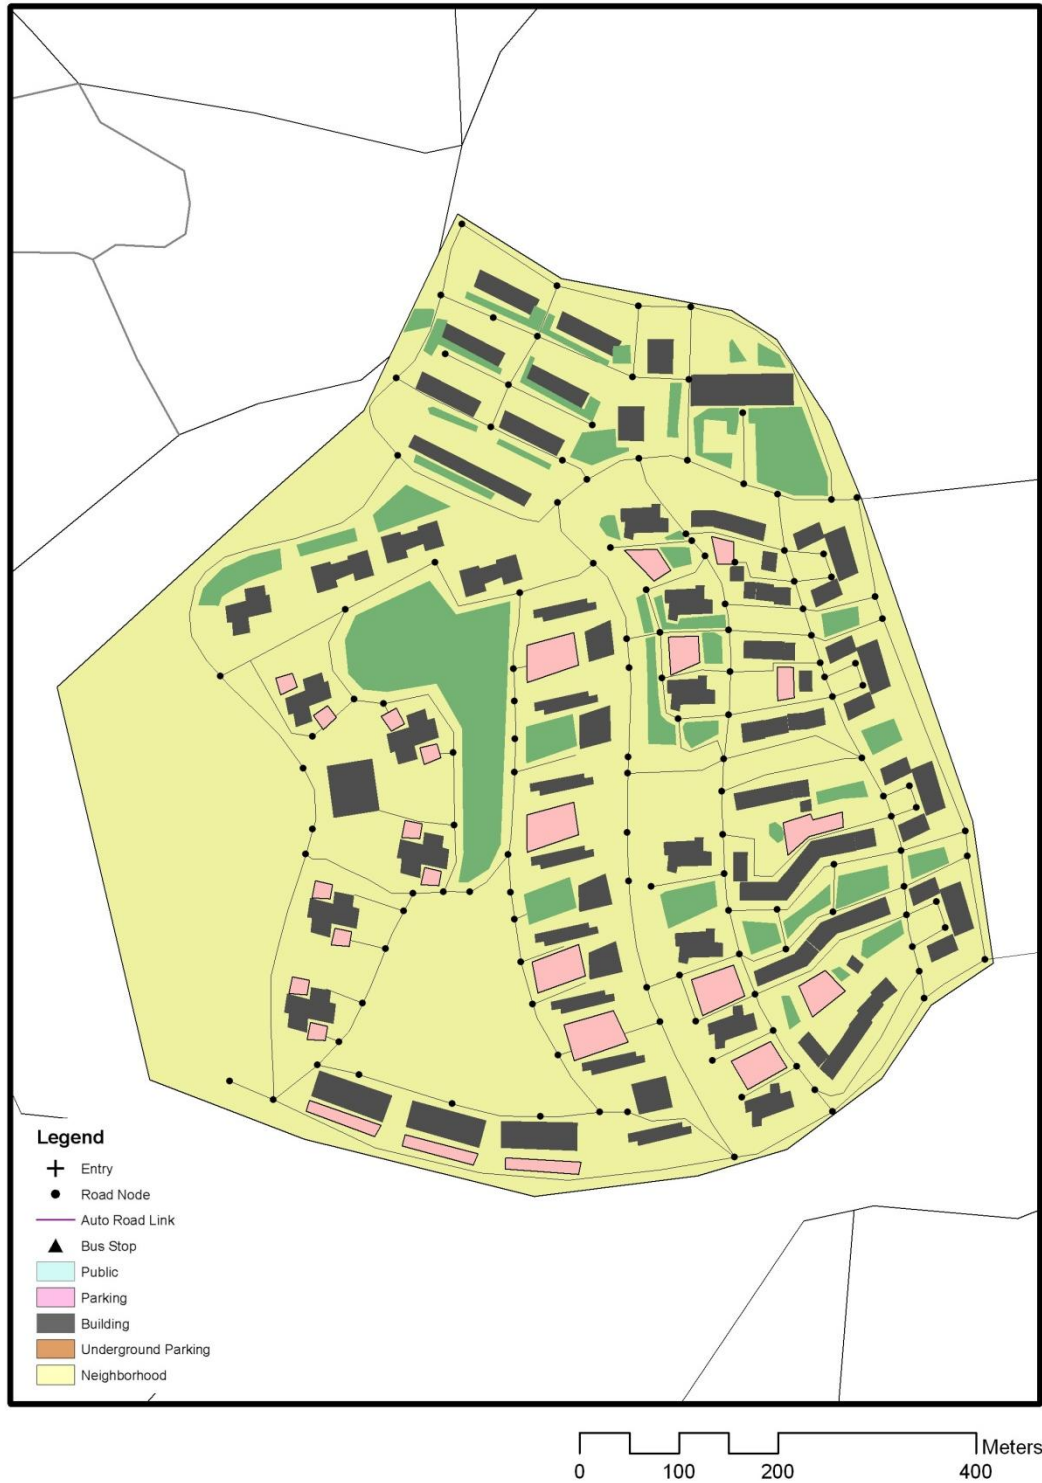 Legend
Entry
Road Node
Auto Road Link
Bus Stop
Public
Parking
Building
Underground Parking
Neighborhood
Meters
0 100 200 400